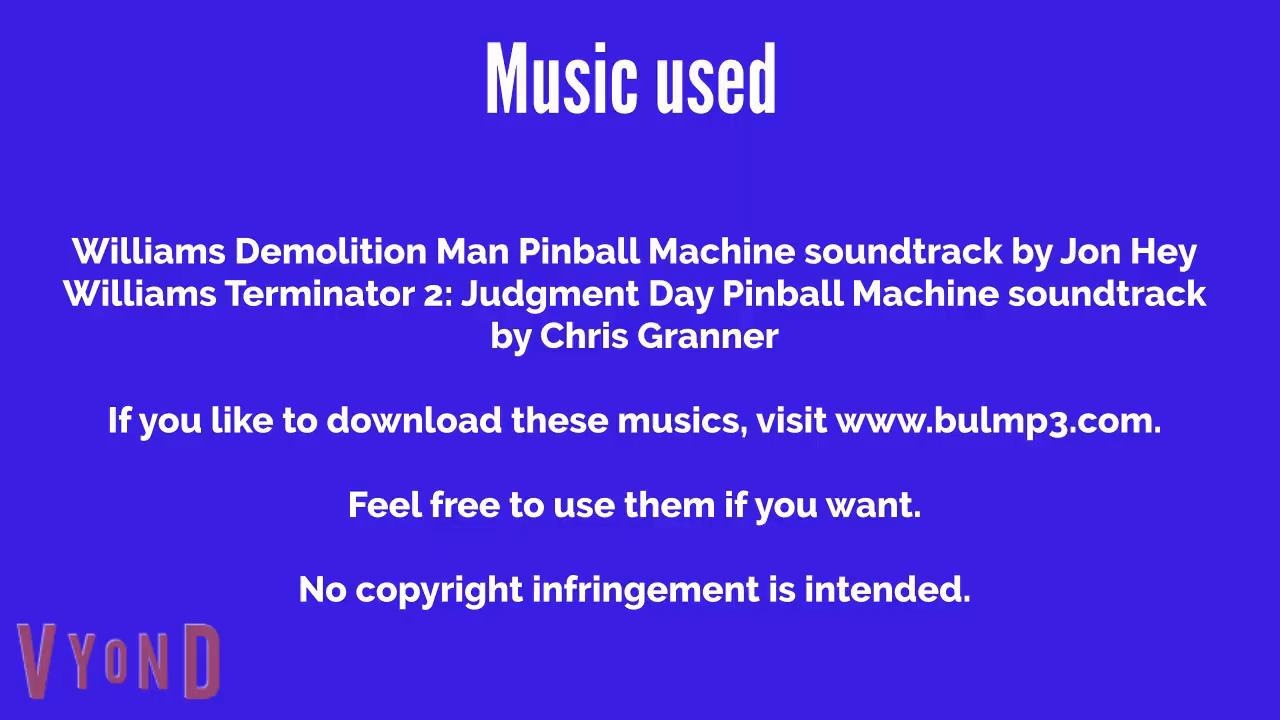 Music used
Williams Demolition Man Pinball Machine soundtrack by Jon Hey
Williams Terminator 2: Judgment Day Pinball Machine soundtrack
by Chris Granner
If you like to download these musics, visit www.bulmp3.com.
Feel free to use them if you want.
No copyright infringement is intended.
VYOND